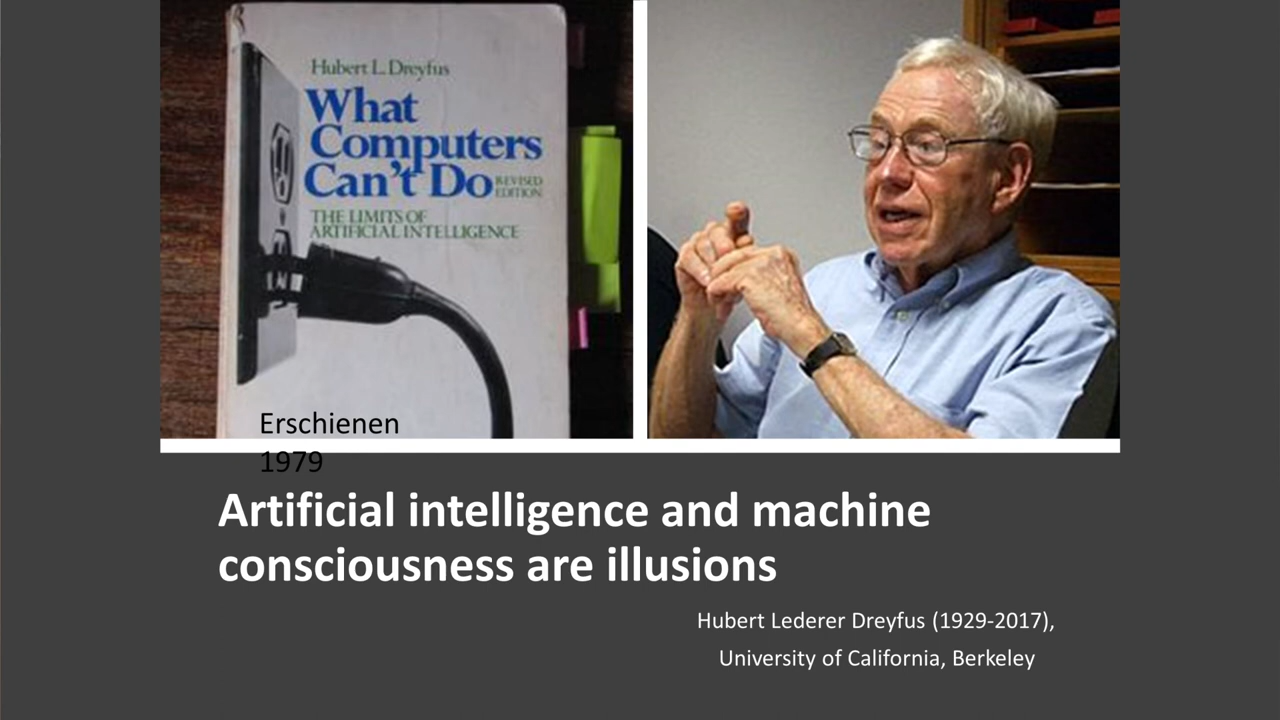 Hubert L. Dreyfus
What
Computers
Can't Do REVISED
EDITION
THE LIMITS OF
ARTIFICIAL INTELLIGENCE
Erschienen
1979
Artificial intelligence and machine
consciousness are illusions
Hubert Lederer Dreyfus (1929-2017),
University of California, Berkeley